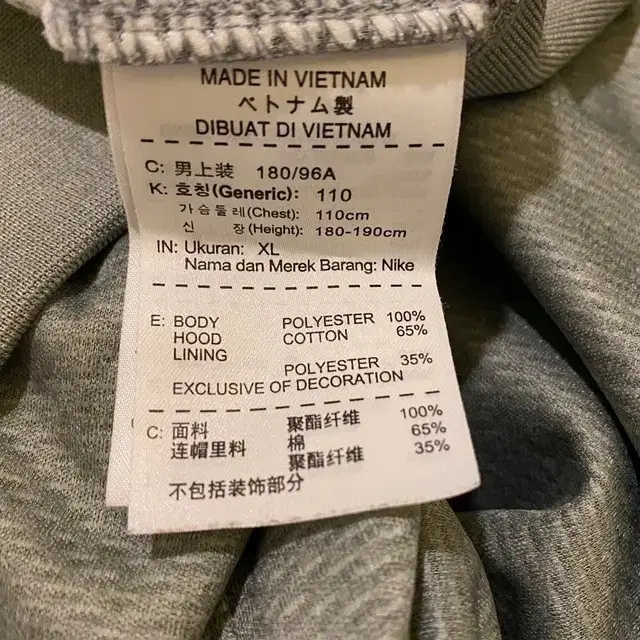 MADE IN VIETNAM
ベトナム製
DIBUAT DI VIETNAM
C: 男上装 180/96A
K: 호칭(Generic): 110
가슴둘레(Chest): 110cm
신 장(Height): 180-190cm
IN: Ukuran: XL
Nama dan Merek Barang: Nike
E: BODY POLYESTER 100%
HOOD COTTON 65%
LINING
POLYESTER 35%
EXCLUSIVE OF DECORATION
C: 面料 聚酯纤维 100%
连帽里料 棉 65%
聚酯纤维 35%
不包括装饰部分